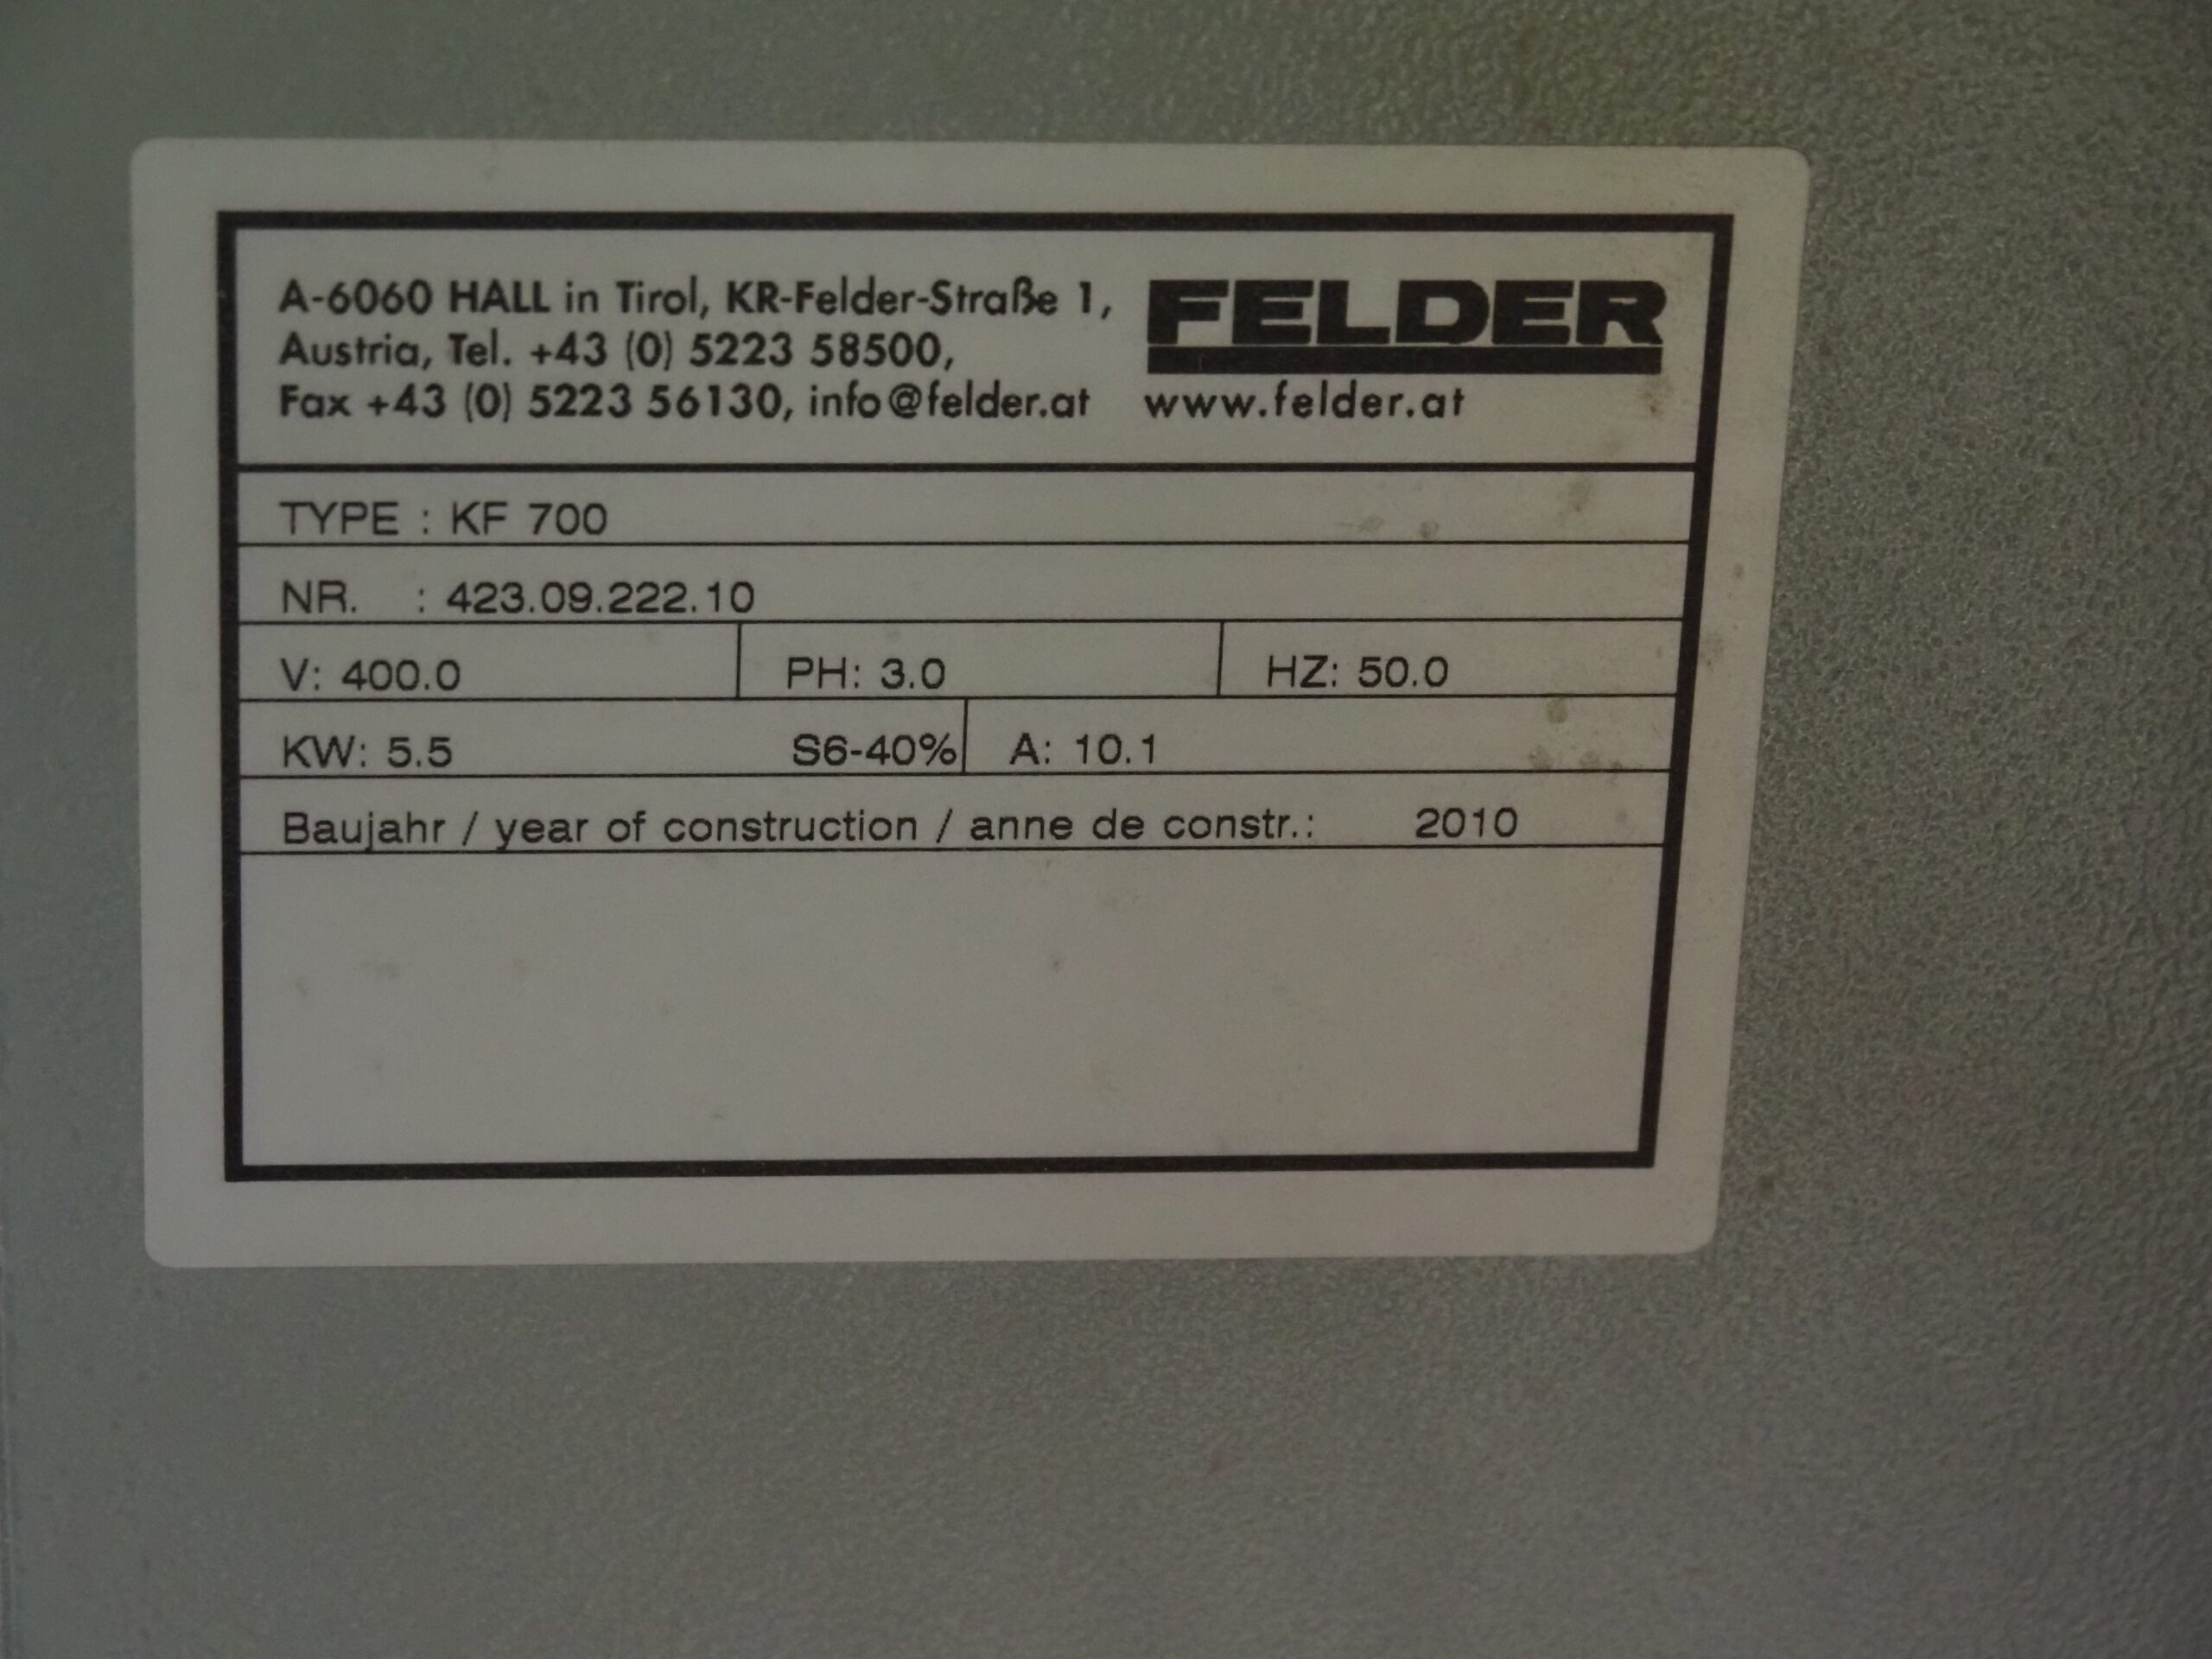 A-6060 HALL in Tirol, KR-Felder-Straße 1,
Austria, Tel. +43 (0) 5223 58500,
Fax +43 (0) 5223 56130, info@felder.at
FELDER
www.felder.at
TYPE : KF 700
NR. : 423.09.222.10
V: 400.0 PH: 3.0 HZ: 50.0
KW: 5.5 S6-40% A: 10.1
Baujahr / year of construction / anne de constr.: 2010